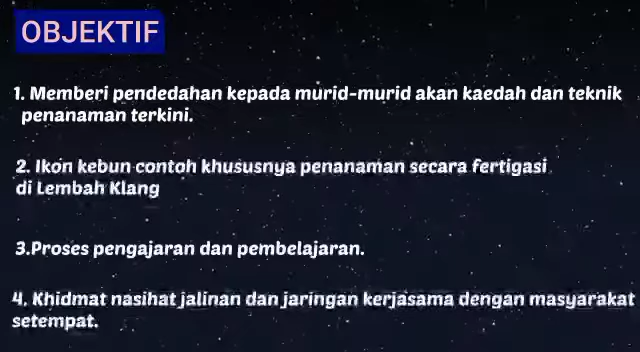 OBJEKTIF
1. Memberi pendedahan kepada murid-murid akan kaedah dan teknik
penanaman terkini.
2. Ikon kebun contoh khususnya penanaman secara fertigasi
di Lembah Klang
3.Proses pengajaran dan pembelajaran.
4. Khidmat nasihat jalinan dan jaringan kerjasama dengan masyarakat
setempat.